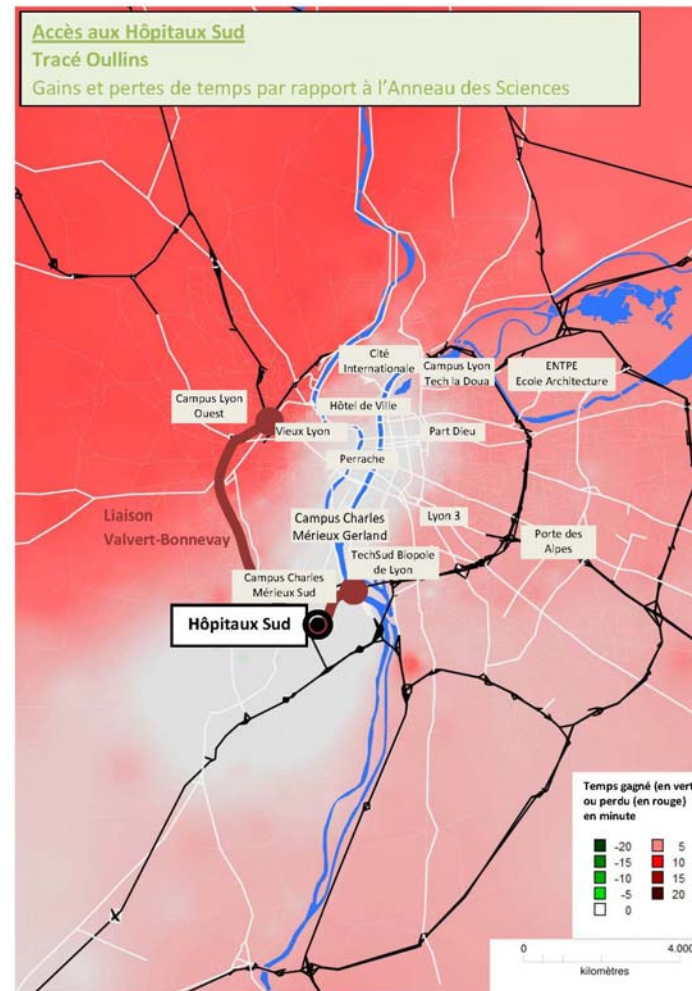 Accès aux Hôpitaux Sud
Tracé Oullins
Gains et pertes de temps par rapport à l'Anneau des Sciences
Cité
Internationale
Campus Lyon
Tech la Doua
ENTPE
Ecole Architecture
Campus Lyon
Ouest
Hôtel de Ville
Vieux Lyon
Part Dieu
Perrache
Liaison
Valvert-Bonnevay
Campus Charles
Mérieux Gerland
Lyon 3
Porte des
Alpes
TechSud Biopole
de Lyon
Campus Charles
Mérieux Sud
Hôpitaux Sud
Temps gagné (en vert
ou perdu (en rouge)
en minute
-20 5
-15 10
-10 15
-5 20
0
0 4.000
kilomètres